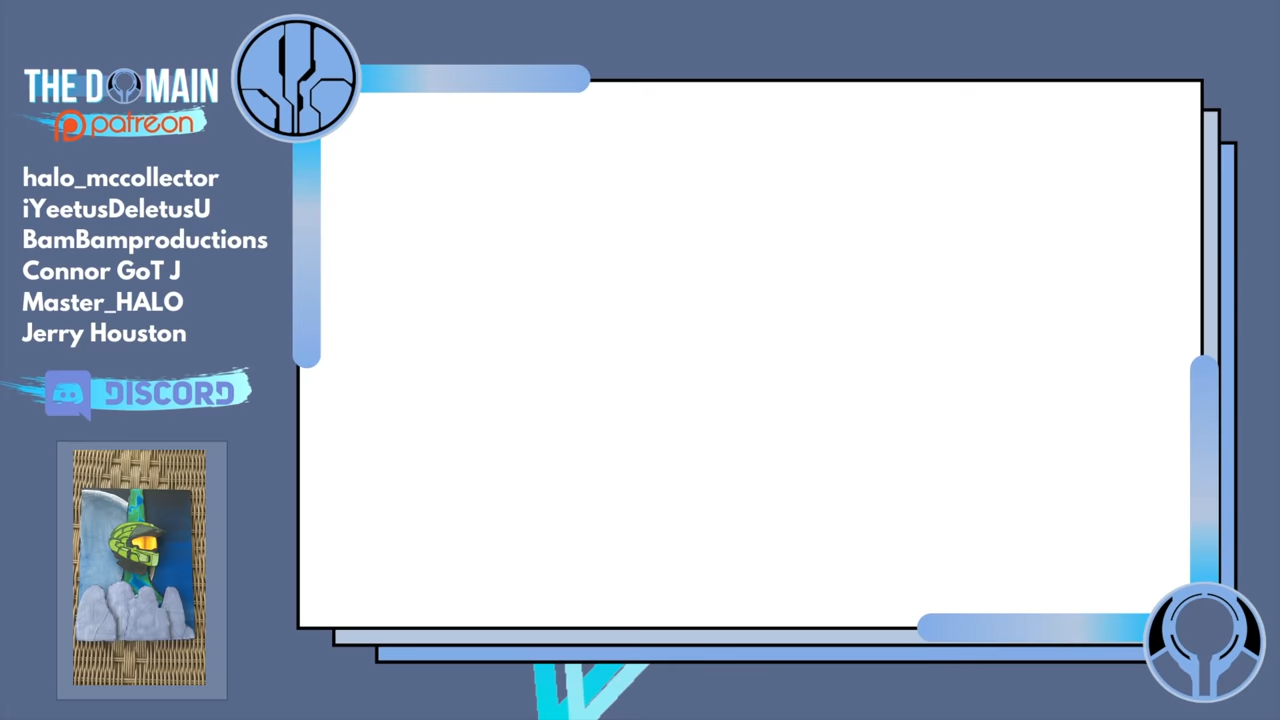 THE DOMAIN
patreon
halo_mccollector
iYeetusDeletusU
BamBamproductions
Connor GoT J
Master_HALO
Jerry Houston
DISCORD